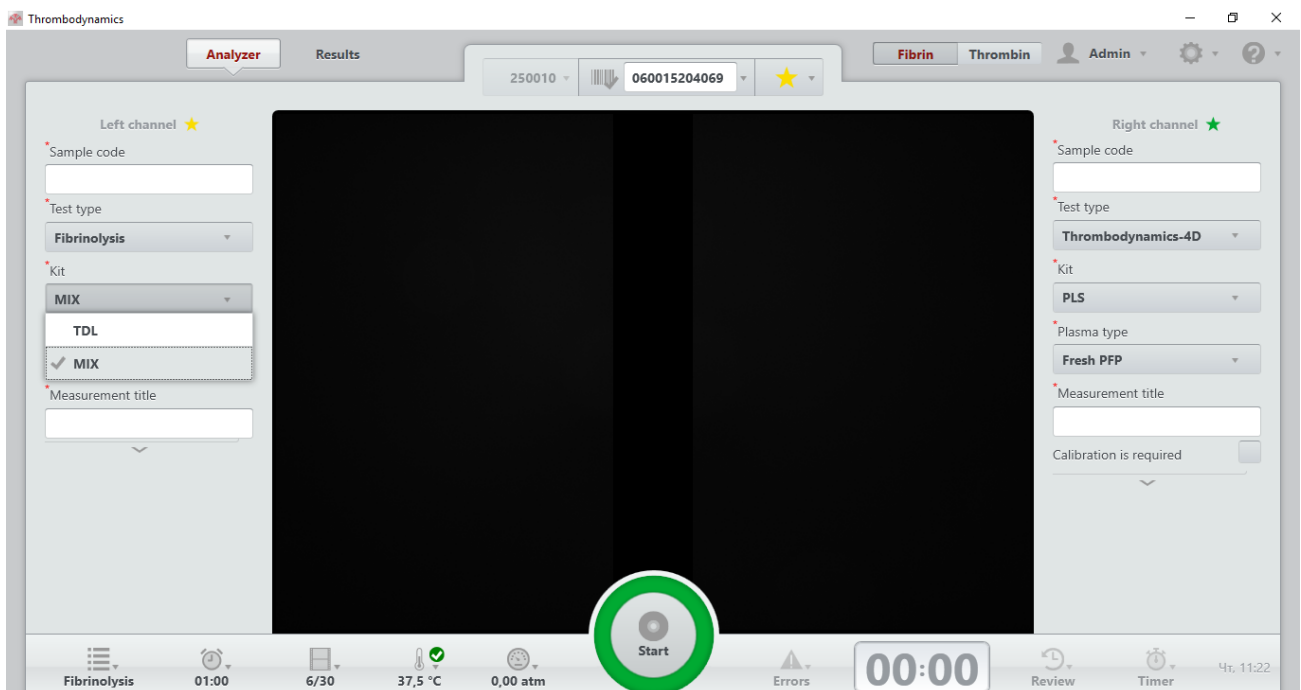 Thrombodynamics
Analyzer
Results
250010
060015204069
Fibrin
Thrombin
Admin
Left channel
*Sample code
*Test type
Fibrinolysis
*Kit
MIX
TDL
MIX
*Measurement title
Right channel
*Sample code
*Test type
Thrombodynamics-4D
*Kit
PLS
*Plasma type
Fresh PFP
*Measurement title
Calibration is required
Start
Fibrinolysis
01:00
6/30
37,5 °C
0,00 atm
Errors
00:00
Review
Timer
Чт, 11:22